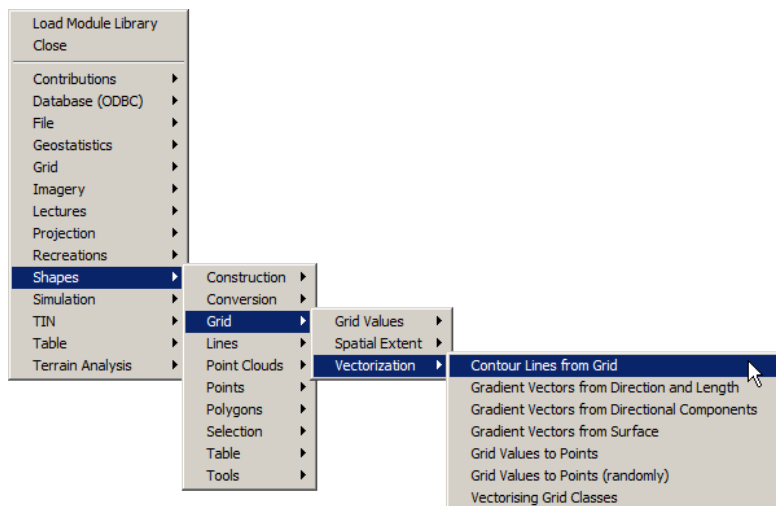 Load Module Library
Close
Contributions
Database (ODBC)
File
Geostatistics
Grid
Imagery
Lectures
Projection
Recreations
Shapes
Simulation
TIN
Table
Terrain Analysis
Construction
Conversion
Grid
Lines
Point Clouds
Points
Polygons
Selection
Table
Tools
Grid Values
Spatial Extent
Vectorization
Contour Lines from Grid
Gradient Vectors from Direction and Length
Gradient Vectors from Directional Components
Gradient Vectors from Surface
Grid Values to Points
Grid Values to Points (randomly)
Vectorising Grid Classes